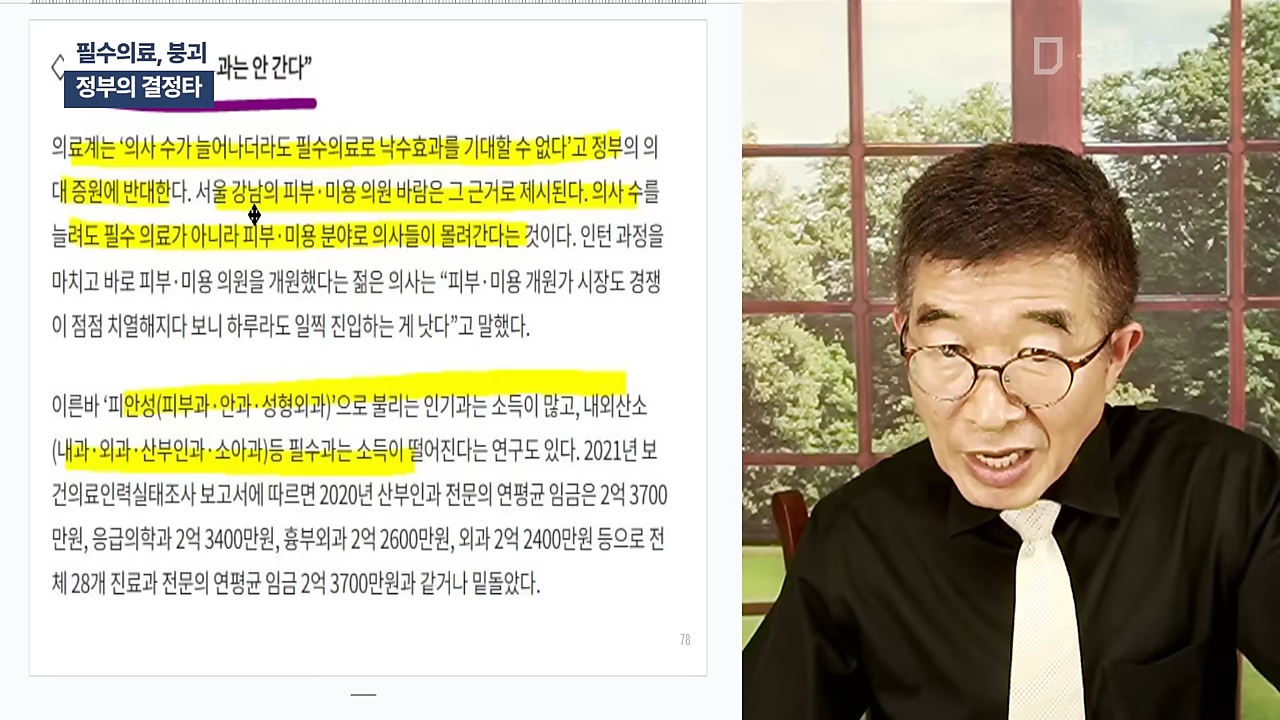 필수의료, 붕괴
정부의 결정타
과는 안 간다”
의료계는 ‘의사 수가 늘어나더라도 필수의료로 낙수효과를 기대할 수 없다’고 정부의 의
대 증원에 반대한다. 서울 강남의 피부·미용 의원 바람은 그 근거로 제시된다. 의사 수를
늘려도 필수 의료가 아니라 피부·미용 분야로 의사들이 몰려간다는 것이다. 인턴 과정을
마치고 바로 피부·미용 의원을 개원했다는 젊은 의사는 “피부·미용 개원가 시장도 경쟁
이 점점 치열해지다 보니 하루라도 일찍 진입하는 게 낫다”고 말했다.
이른바 ‘피안성(피부과·안과·성형외과)’으로 불리는 인기과는 소득이 많고, 내외산소
(내과·외과·산부인과·소아과)등 필수과는 소득이 떨어진다는 연구도 있다. 2021년 보
건의료인력실태조사 보고서에 따르면 2020년 산부인과 전문의 연평균 임금은 2억 3700
만원, 응급의학과 2억 3400만원, 흉부외과 2억 2600만원, 외과 2억 2400만원 등으로 전
체 28개 진료과 전문의 연평균 임금 2억 3700만원과 같거나 밑돌았다.
78